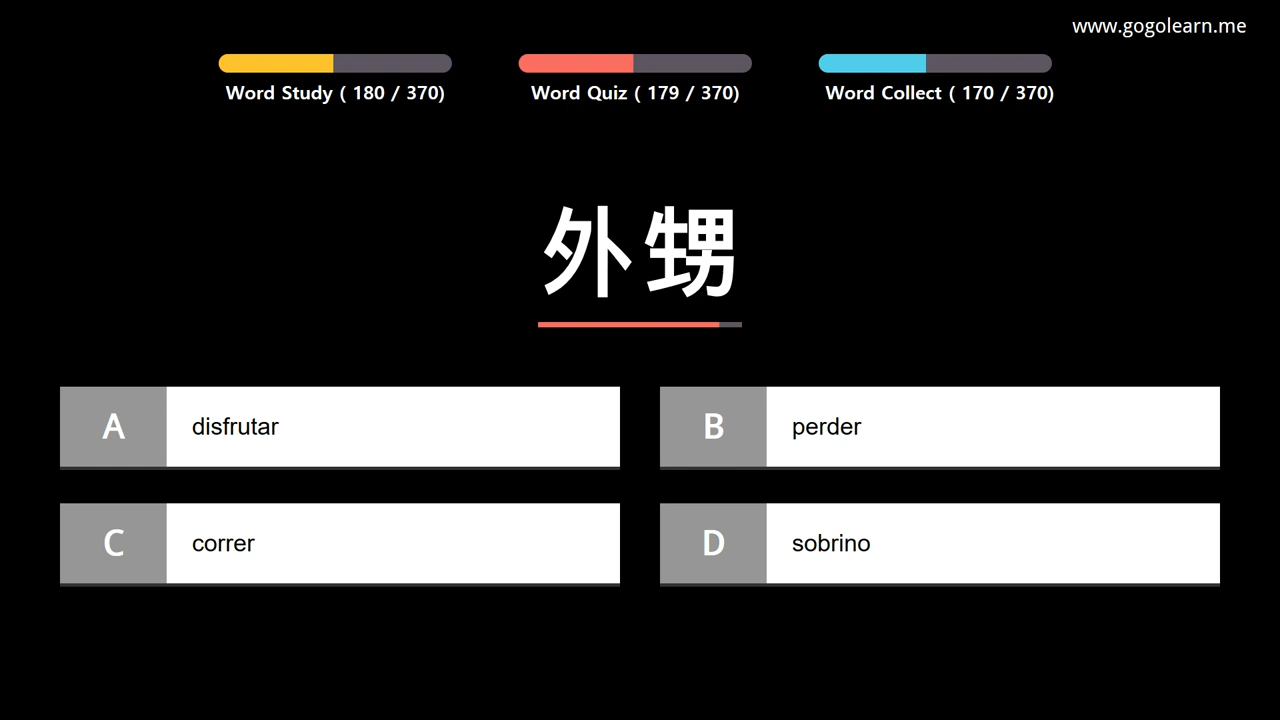 www.gogolearn.me
Word Study ( 180 / 370)
Word Quiz ( 179 / 370)
Word Collect ( 170 / 370)
外甥
A disfrutar
B perder
C correr
D sobrino